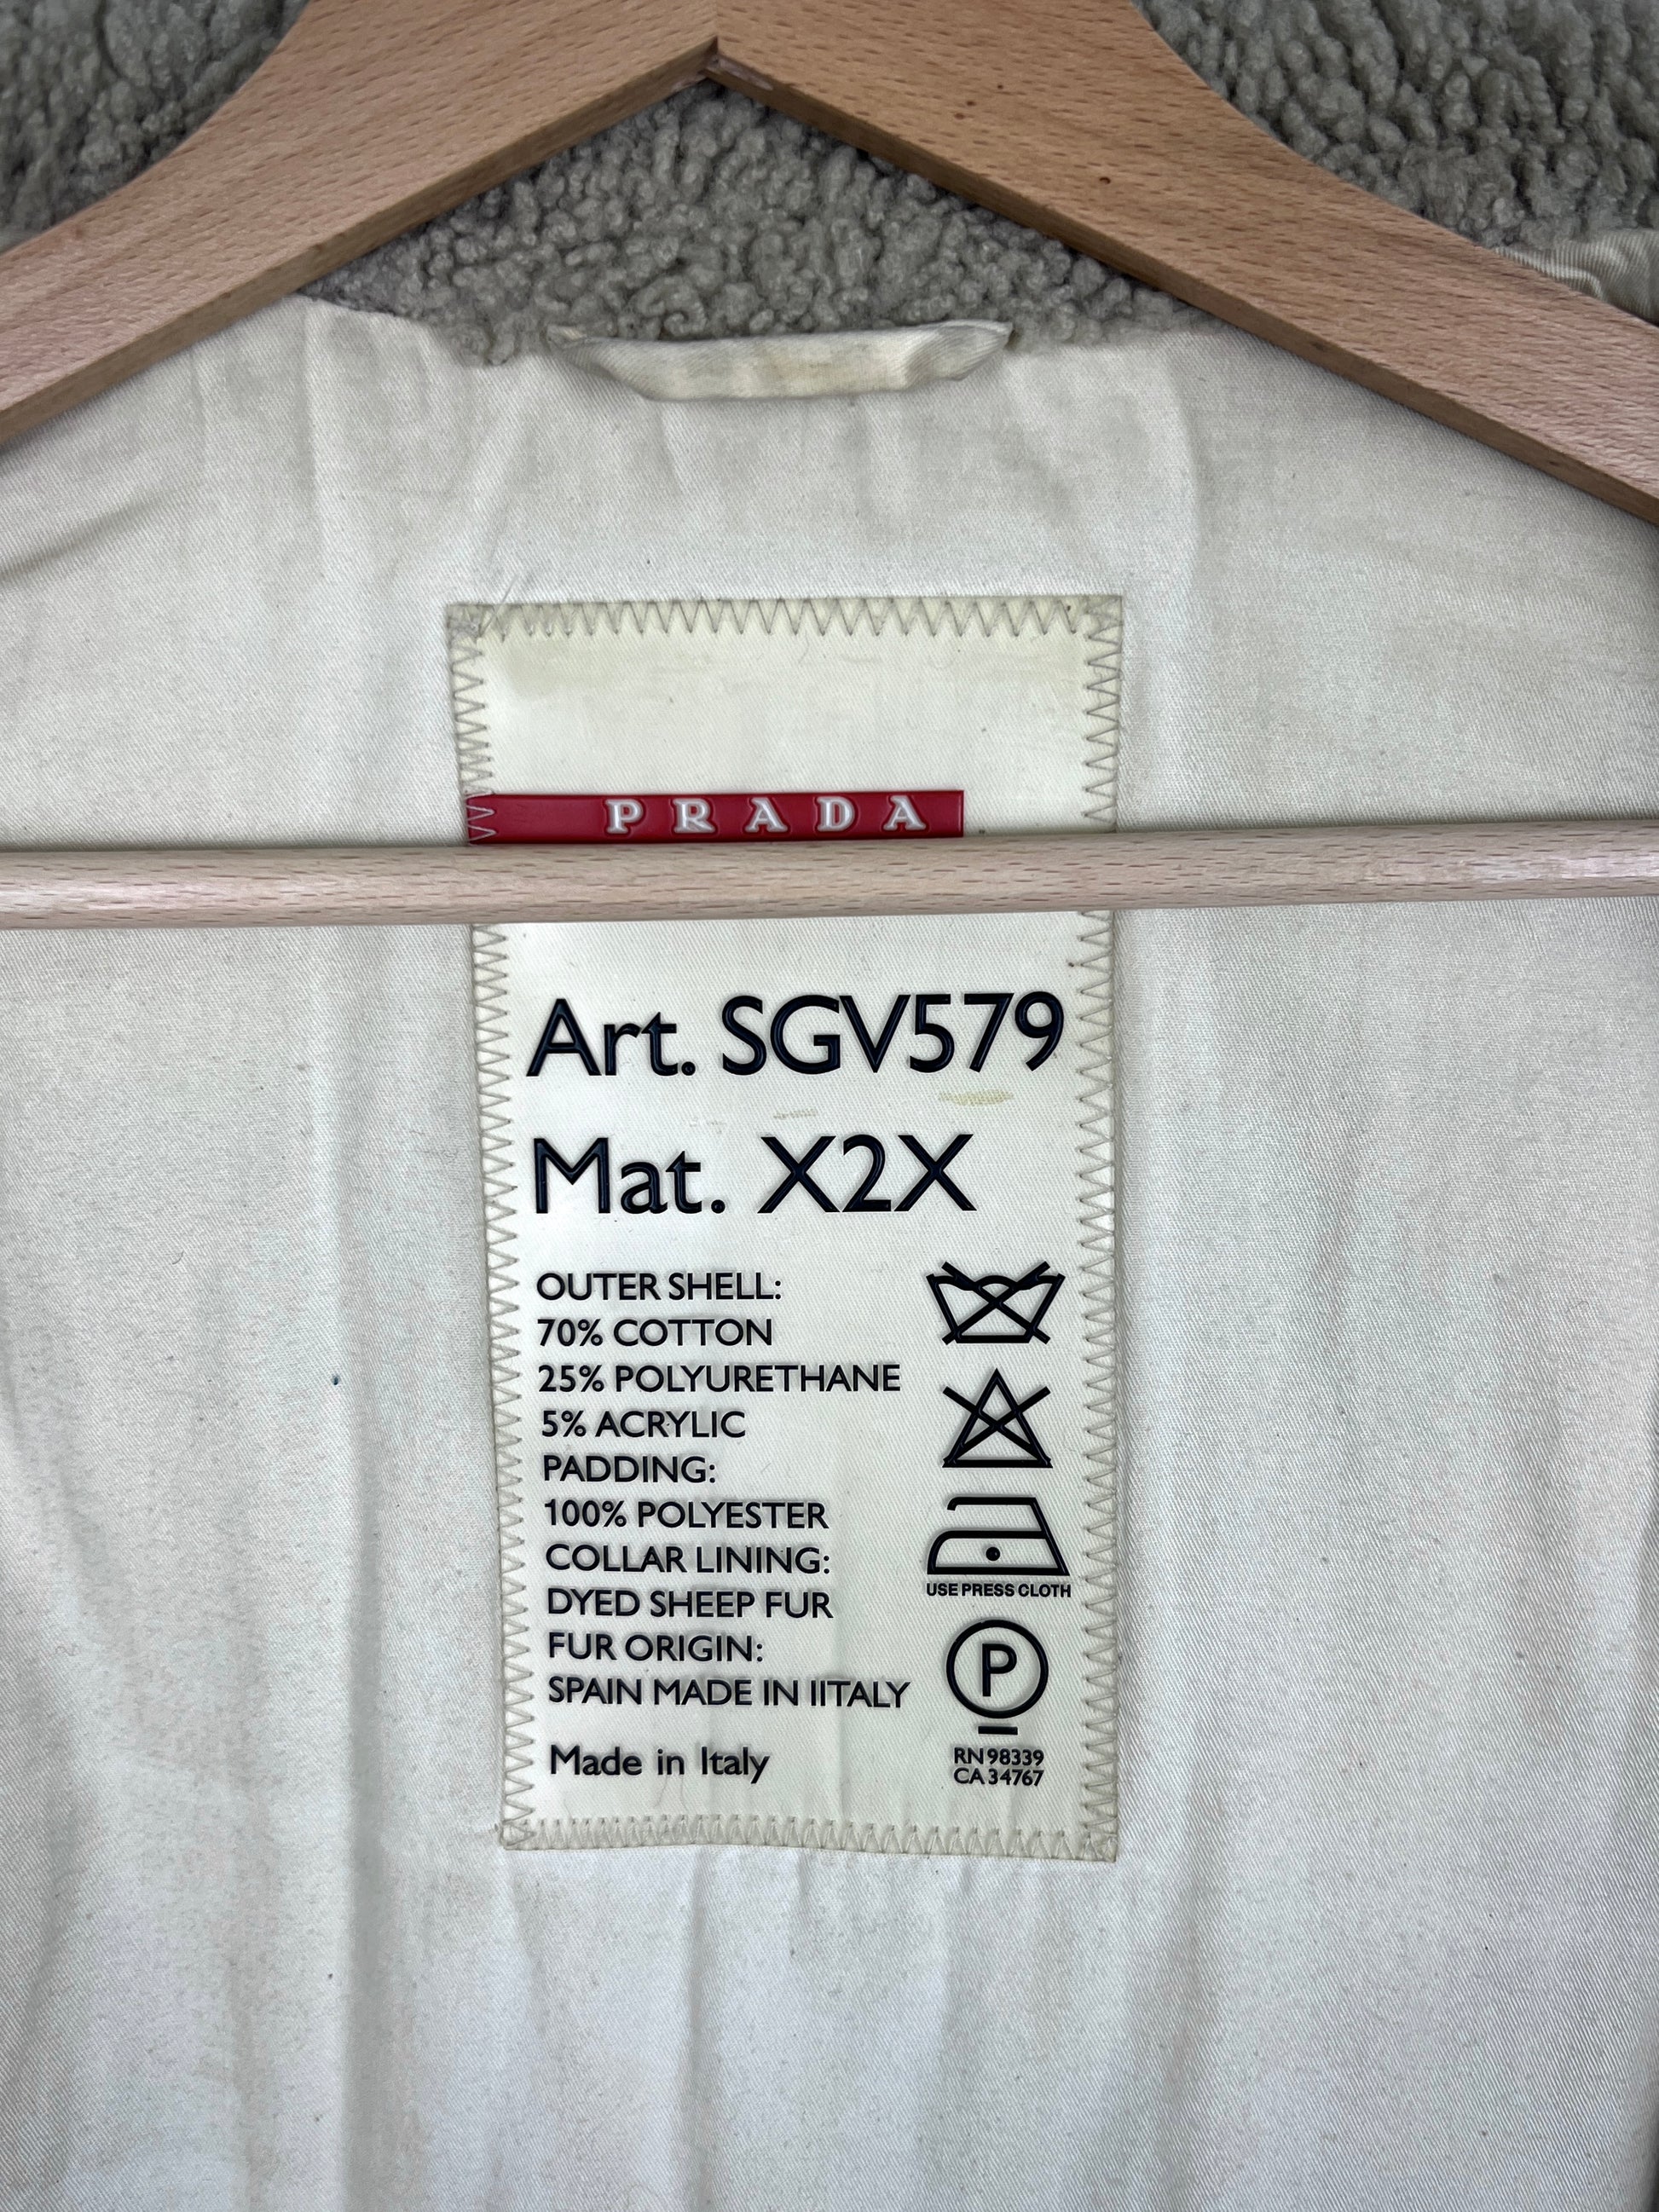 PRADA
Art. SGV579
Mat. X2X
OUTER SHELL:
70% COTTON
25% POLYURETHANE
5% ACRYLIC
PADDING:
100% POLYESTER
COLLAR LINING:
DYED SHEEP FUR
FUR ORIGIN:
SPAIN MADE IN IITALY
Made in Italy
USE PRESS CLOTH
P
RN 98339
CA 34767